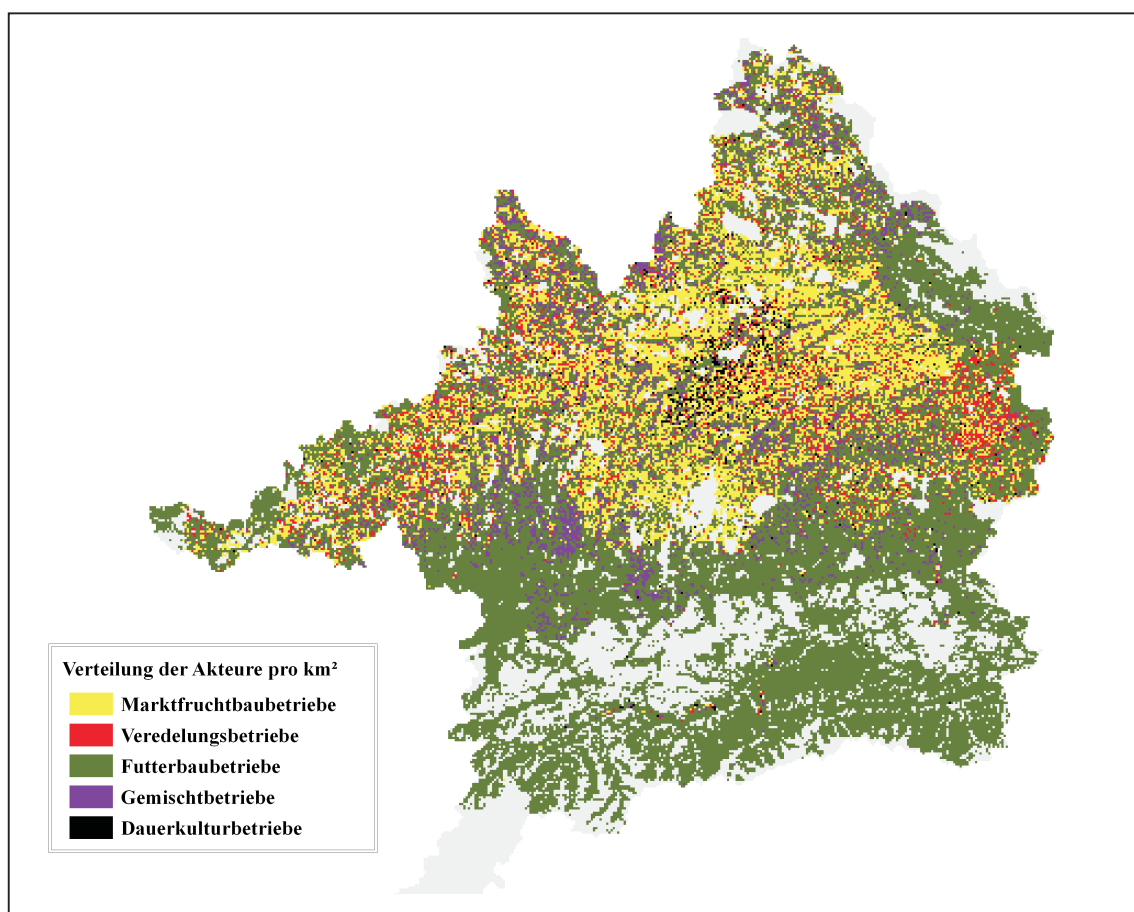 Verteilung der Akteure pro km²
Marktfruchtbaubetriebe
Veredelungsbetriebe
Futterbaubetriebe
Gemischtbetriebe
Dauerkulturbetriebe